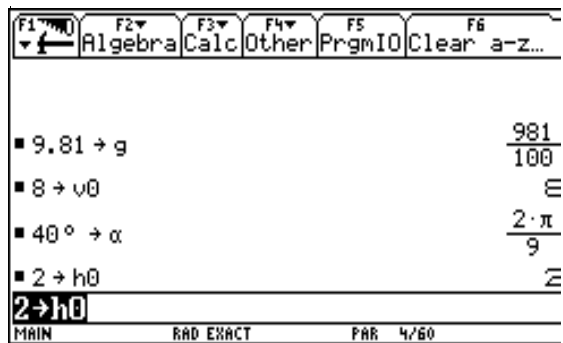 F1 F2 Algebra F3 Calc F4 Other F5 PrgmIO F6 Clear a-z…
▪ 9.81 → g 981/100
▪ 8 → v0 8
▪ 40° → α 2·π/9
▪ 2 → h0 2
2→h0
MAIN RAD EXACT PAR 4/60